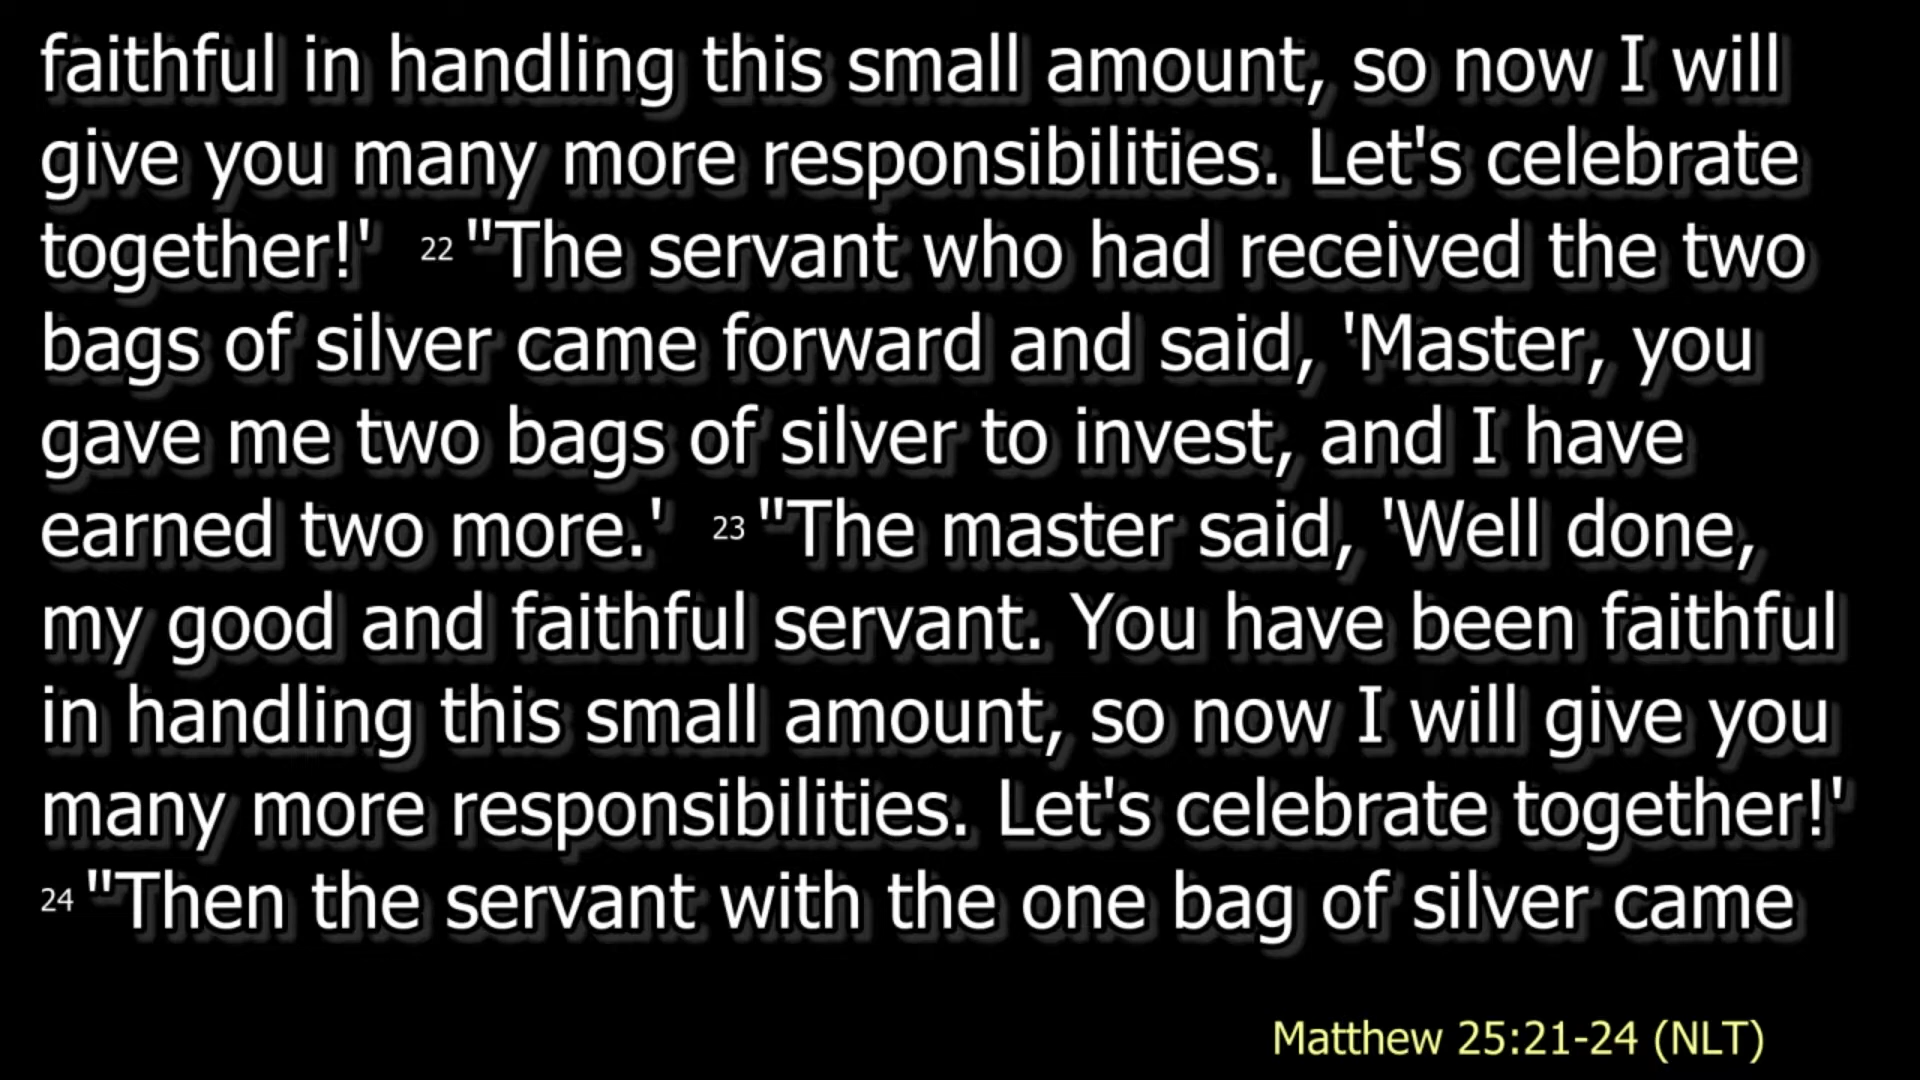 faithful in handling this small amount, so now I will
give you many more responsibilities. Let's celebrate
together!' 22 "The servant who had received the two
bags of silver came forward and said, 'Master, you
gave me two bags of silver to invest, and I have
earned two more.' 23 "The master said, 'Well done,
my good and faithful servant. You have been faithful
in handling this small amount, so now I will give you
many more responsibilities. Let's celebrate together!'
24 "Then the servant with the one bag of silver came
Matthew 25:21-24 (NLT)